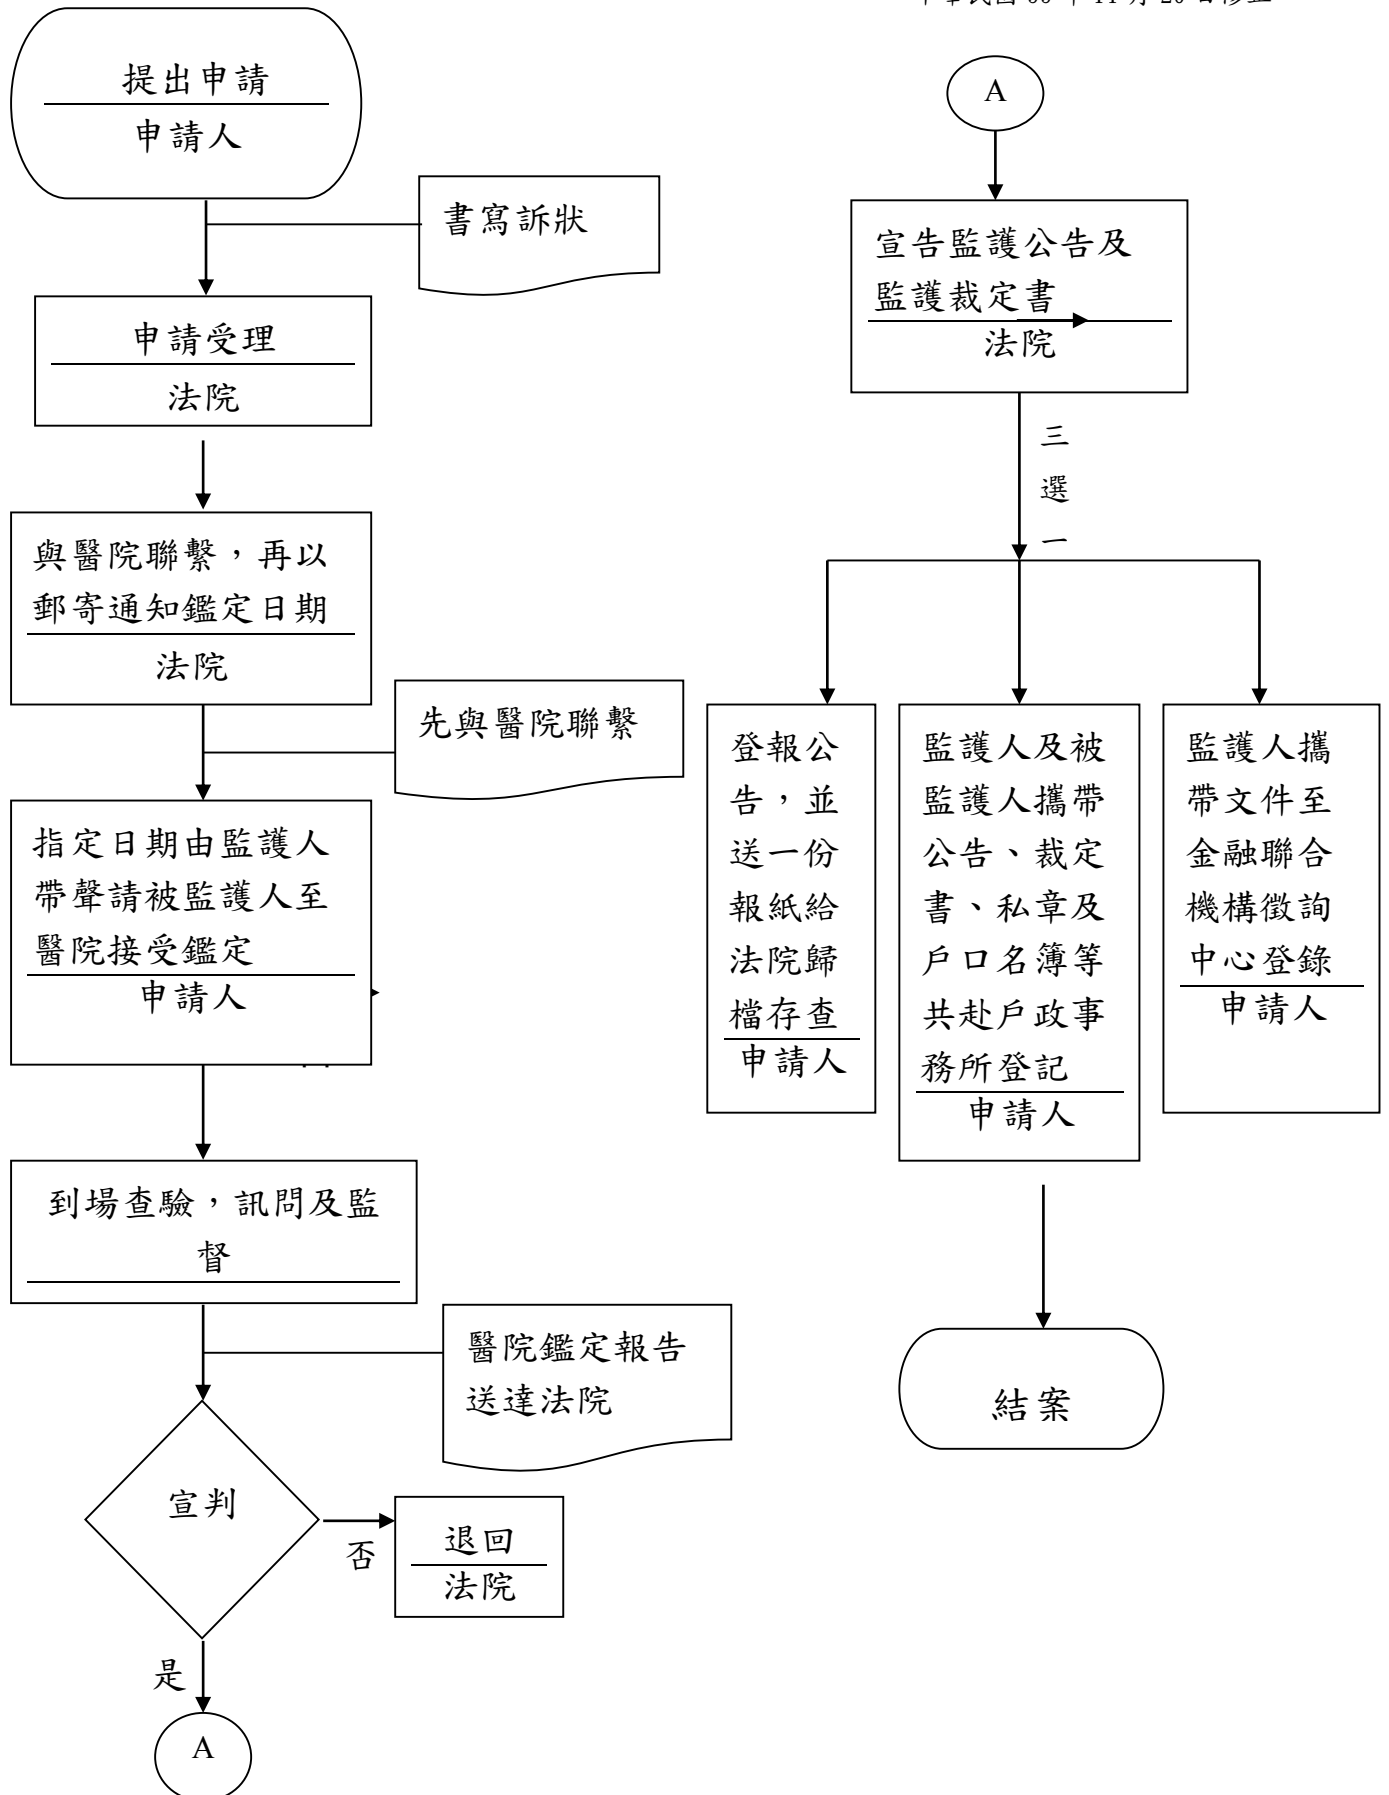 提出申請
申請人
書寫訴狀
申請受理
法院
與醫院聯繫，再以
郵寄通知鑑定日期
法院
先與醫院聯繫
指定日期由監護人
帶聲請被監護人至
醫院接受鑑定
申請人
到場查驗，訊問及監
督
醫院鑑定報告
送達法院
宣判
否
退回
法院
是
A
A
宣告監護公告及
監護裁定書
法院
三
選
一
登報公
告，並
送一份
報紙給
法院歸
檔存查
申請人
監護人及被
監護人攜帶
公告、裁定
書、私章及
戶口名簿等
共赴戶政事
務所登記
申請人
監護人攜
帶文件至
金融聯合
機構徵詢
中心登錄
申請人
結案